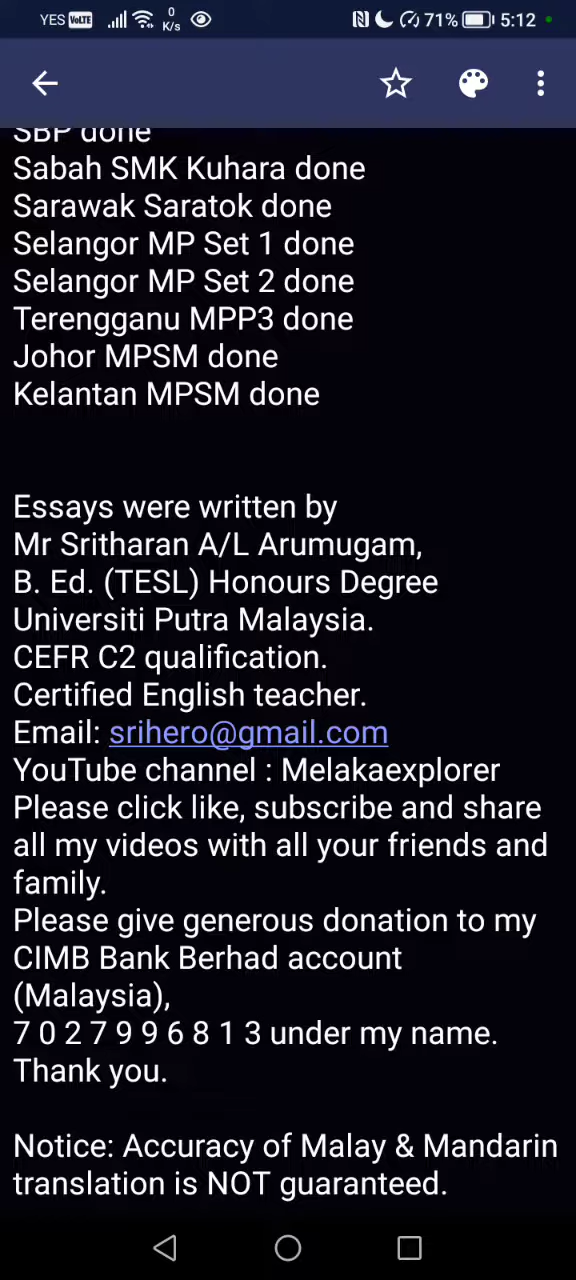 YES VoLTE 0 K/s 71% 5:12
SBP done
Sabah SMK Kuhara done
Sarawak Saratok done
Selangor MP Set 1 done
Selangor MP Set 2 done
Terengganu MPP3 done
Johor MPSM done
Kelantan MPSM done
Essays were written by
Mr Sritharan A/L Arumugam,
B. Ed. (TESL) Honours Degree
Universiti Putra Malaysia.
CEFR C2 qualification.
Certified English teacher.
Email: srihero@gmail.com
YouTube channel : Melakaexplorer
Please click like, subscribe and share
all my videos with all your friends and
family.
Please give generous donation to my
CIMB Bank Berhad account
(Malaysia),
7 0 2 7 9 9 6 8 1 3 under my name.
Thank you.
Notice: Accuracy of Malay & Mandarin
translation is NOT guaranteed.